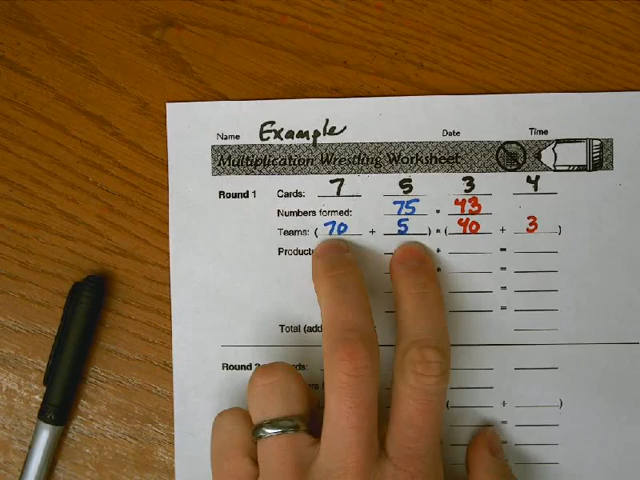 Name Example Date Time
Multiplication Wrestling Worksheet
Round 1 Cards: 7 5 3 4
Numbers formed: 75 * 43
Teams: (70 + 5) * (40 + 3)
Product * =
* =
=
=
Total (add
Round 2 Cards:
( + )
=
=
=